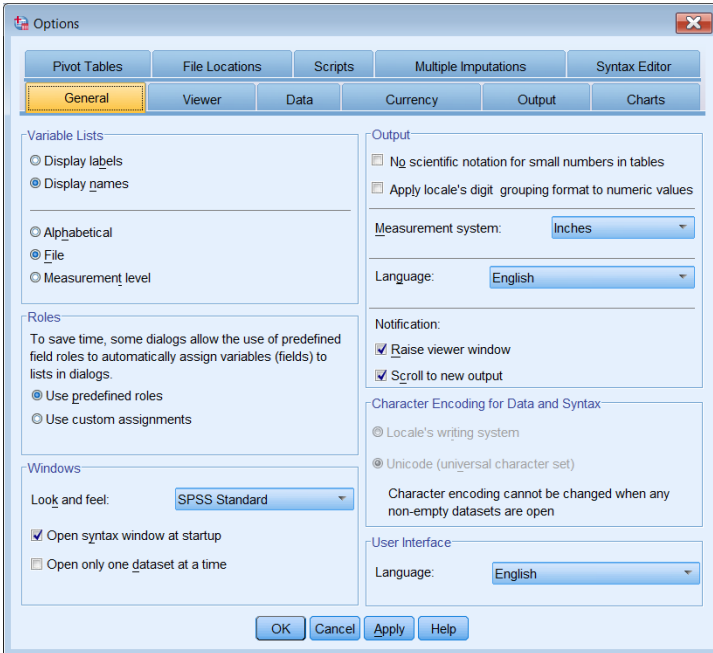 Options
Pivot Tables File Locations Scripts Multiple Imputations Syntax Editor
General Viewer Data Currency Output Charts
Variable Lists
Display labels
Display names
Alphabetical
File
Measurement level
Roles
To save time, some dialogs allow the use of predefined
field roles to automatically assign variables (fields) to
lists in dialogs.
Use predefined roles
Use custom assignments
Windows
Look and feel: SPSS Standard
Open syntax window at startup
Open only one dataset at a time
Output
No scientific notation for small numbers in tables
Apply locale's digit grouping format to numeric values
Measurement system: Inches
Language: English
Notification:
Raise viewer window
Scroll to new output
Character Encoding for Data and Syntax
Locale's writing system
Unicode (universal character set)
Character encoding cannot be changed when any
non-empty datasets are open
User Interface
Language: English
OK Cancel Apply Help